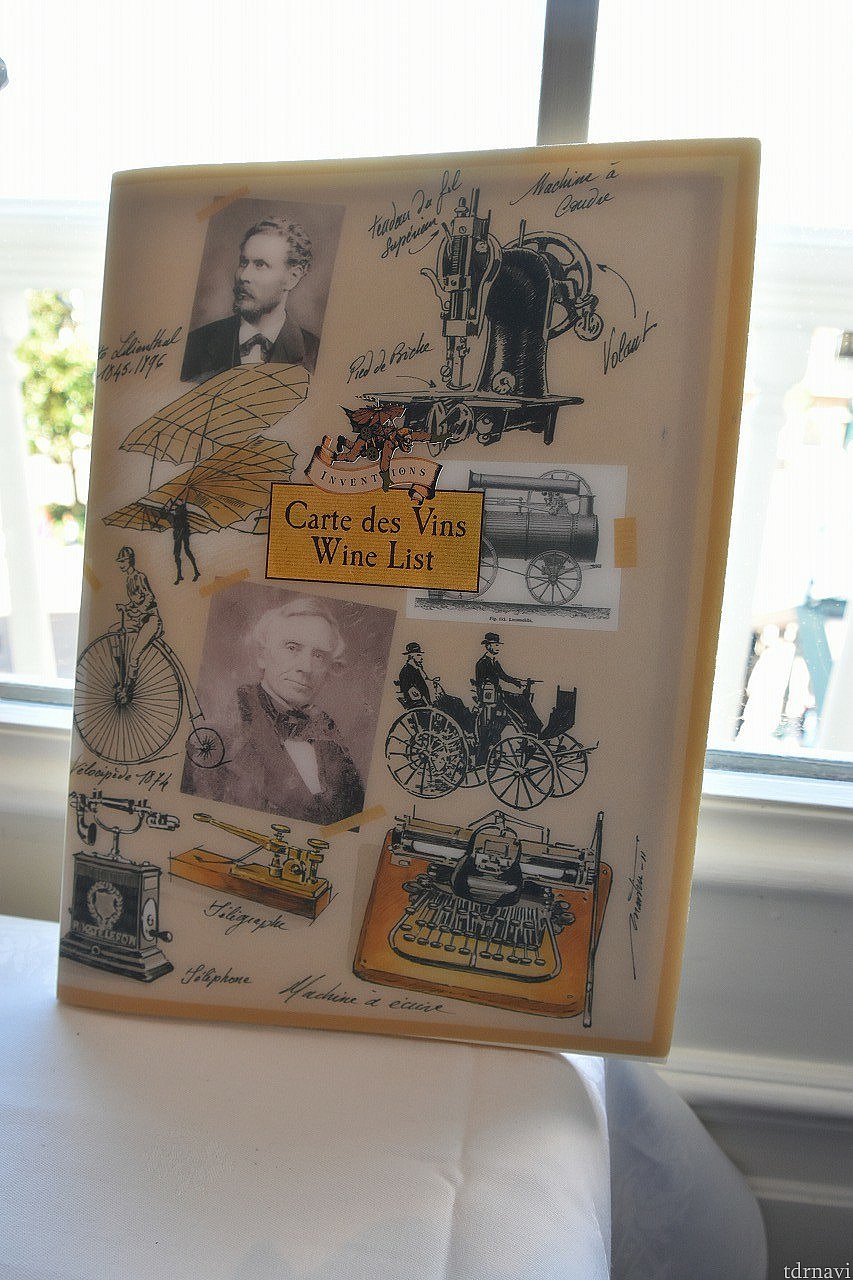 tendeur du fil
supérieur
Machine à
Coudre
Lilienthal
1845-1896
Pied de Biche
Volant
INVENTIONS
Carte des Vins
Wine List
Vélocipède 1874
Télégraphe
Téléphone
Machine à écrire
tdrnavi